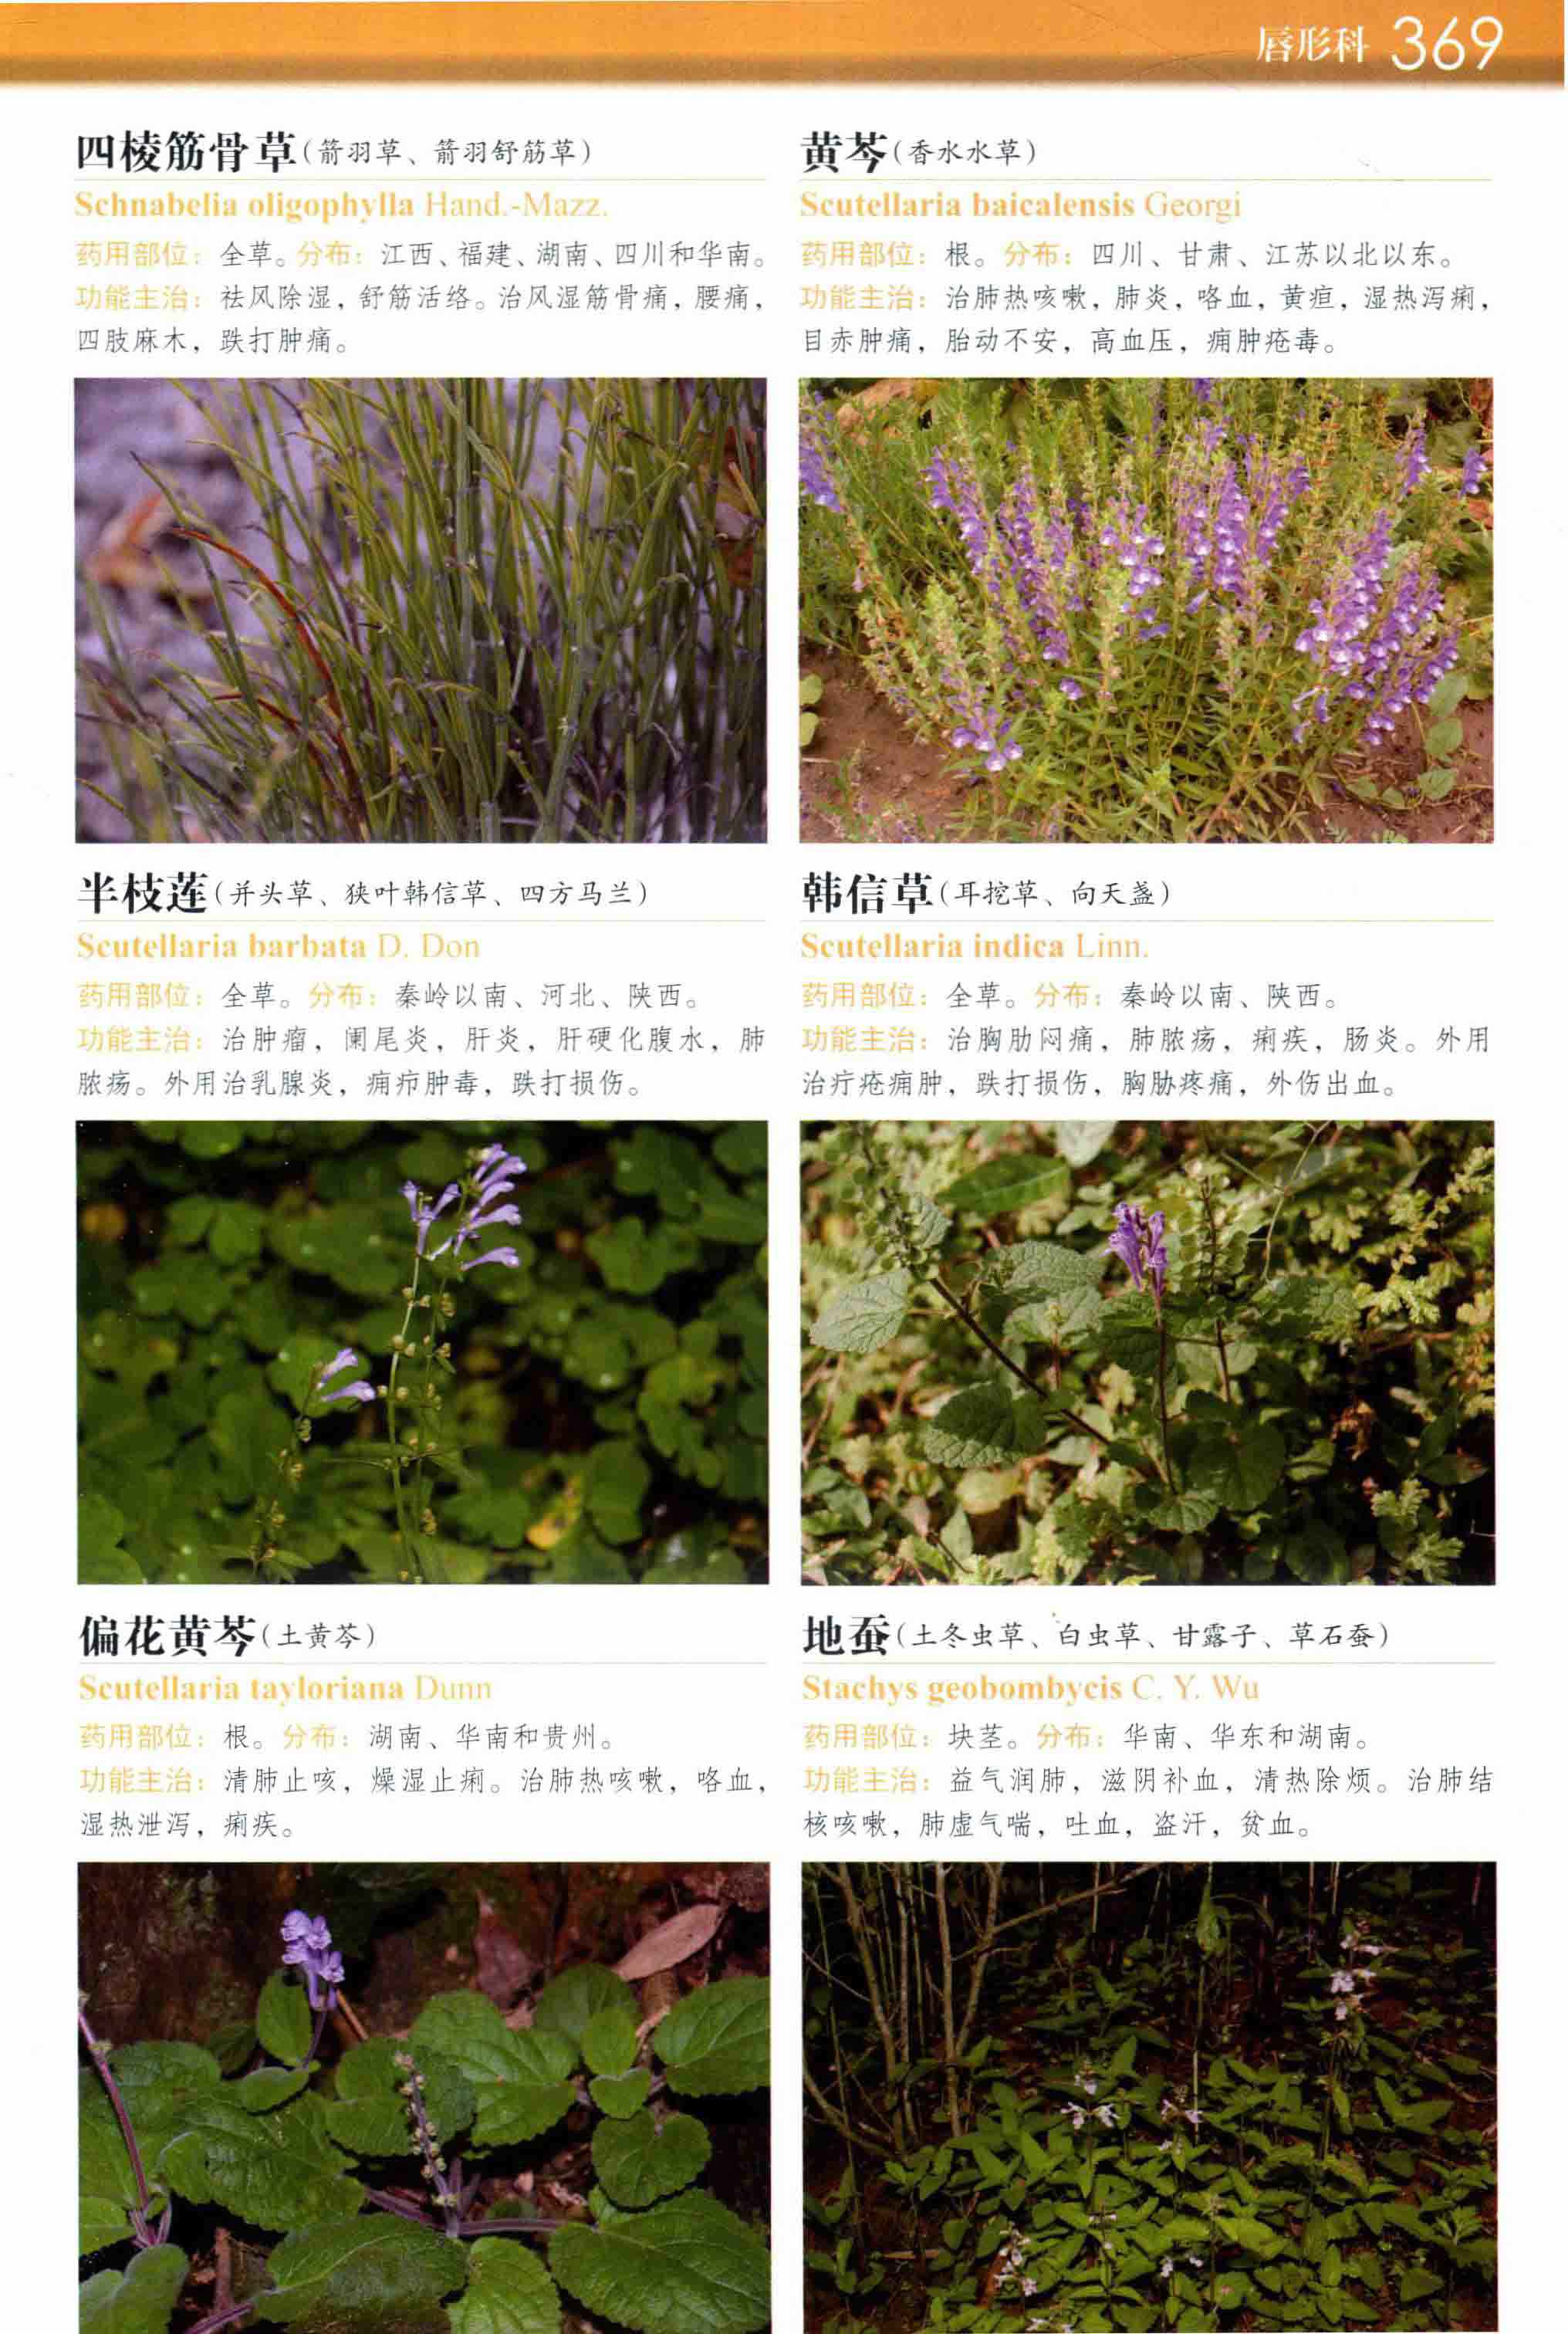 唇形科 369
四棱筋骨草(箭羽草、箭羽舒筋草)
Schnabelia oligophylla Hand.-Mazz.
药用部位：全草。分布：江西、福建、湖南、四川和华南。
功能主治：祛风除湿，舒筋活络。治风湿筋骨痛，腰痛，
四肢麻木，跌打肿痛。
黄芩(香水水草)
Scutellaria baicalensis Georgi
药用部位：根。分布：四川、甘肃、江苏以北以东。
功能主治：治肺热咳嗽，肺炎，咯血，黄疸，湿热泻痢，
目赤肿痛，胎动不安，高血压，痈肿疮毒。
半枝莲(并头草、狭叶韩信草、四方马兰)
Scutellaria barbata D. Don
药用部位：全草。分布：秦岭以南、河北、陕西。
功能主治：治肿瘤，阑尾炎，肝炎，肝硬化腹水，肺
脓疡。外用治乳腺炎，痈疖肿毒，跌打损伤。
韩信草(耳挖草、向天盏)
Scutellaria indica Linn.
药用部位：全草。分布：秦岭以南、陕西。
功能主治：治胸肋闷痛，肺脓疡，痢疾，肠炎。外用
治疔疮痈肿，跌打损伤，胸胁疼痛，外伤出血。
偏花黄芩(土黄芩)
Scutellaria tayloriana Dunn
药用部位：根。分布：湖南、华南和贵州。
功能主治：清肺止咳，燥湿止痢。治肺热咳嗽，咯血，
湿热泄泻，痢疾。
地蚕(土冬虫草、白虫草、甘露子、草石蚕)
Stachys geobombycis C. Y. Wu
药用部位：块茎。分布：华南、华东和湖南。
功能主治：益气润肺，滋阴补血，清热除烦。治肺结
核咳嗽，肺虚气喘，吐血，盗汗，贫血。